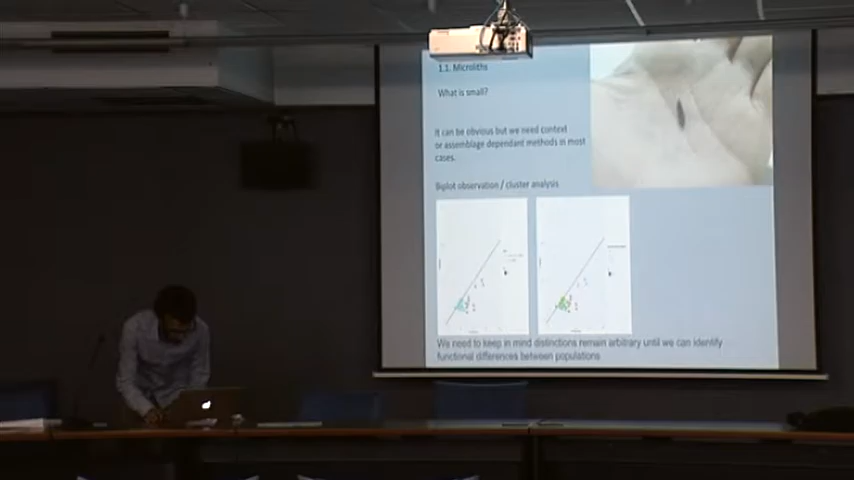 1.1. Microliths
What is small?
It can be obvious but we need context
or assemblage dependant methods in most
cases.
Biplot observation / cluster analysis
We need to keep in mind distinctions remain arbitrary until we can identify
functional differences between populations